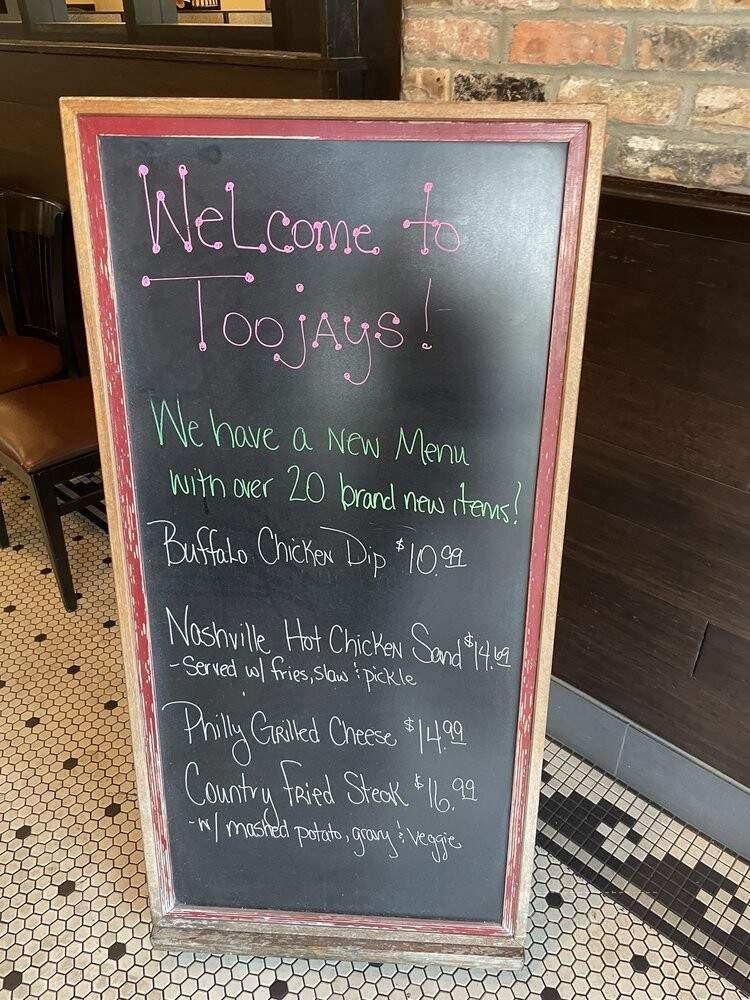 Welcome to
Toojays!
We have a New Menu
with over 20 brand new items!
Buffalo Chicken Dip $10.99
Nashville Hot Chicken Sand $14.69
-Served w/ fries, slaw & pickle
Philly Grilled Cheese $14.99
Country Fried Steak $16.99
-w/ mashed potato, gravy & veggie